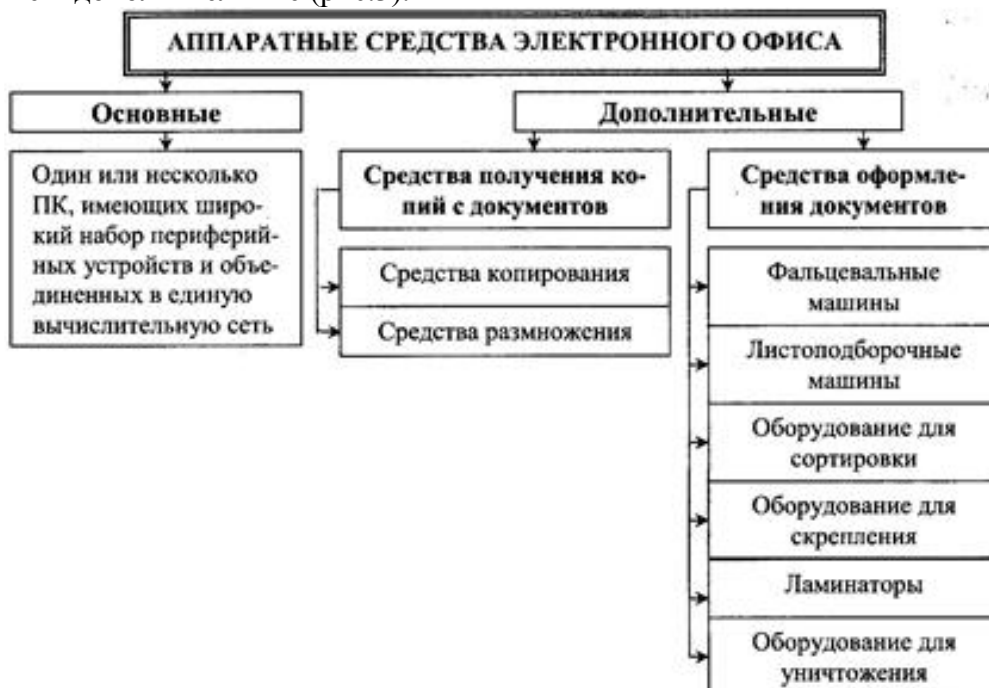 АППАРАТНЫЕ СРЕДСТВА ЭЛЕКТРОННОГО ОФИСА
Основные
Дополнительные
Один или несколько
ПК, имеющих широ-
кий набор периферий-
ных устройств и объе-
диненных в единую
вычислительную сеть
Средства получения ко-
пий с документов
Средства копирования
Средства размножения
Средства оформле-
ния документов
Фальцевальные
машины
Листоподборочные
машины
Оборудование для
сортировки
Оборудование для
скрепления
Ламинаторы
Оборудование для
уничтожения